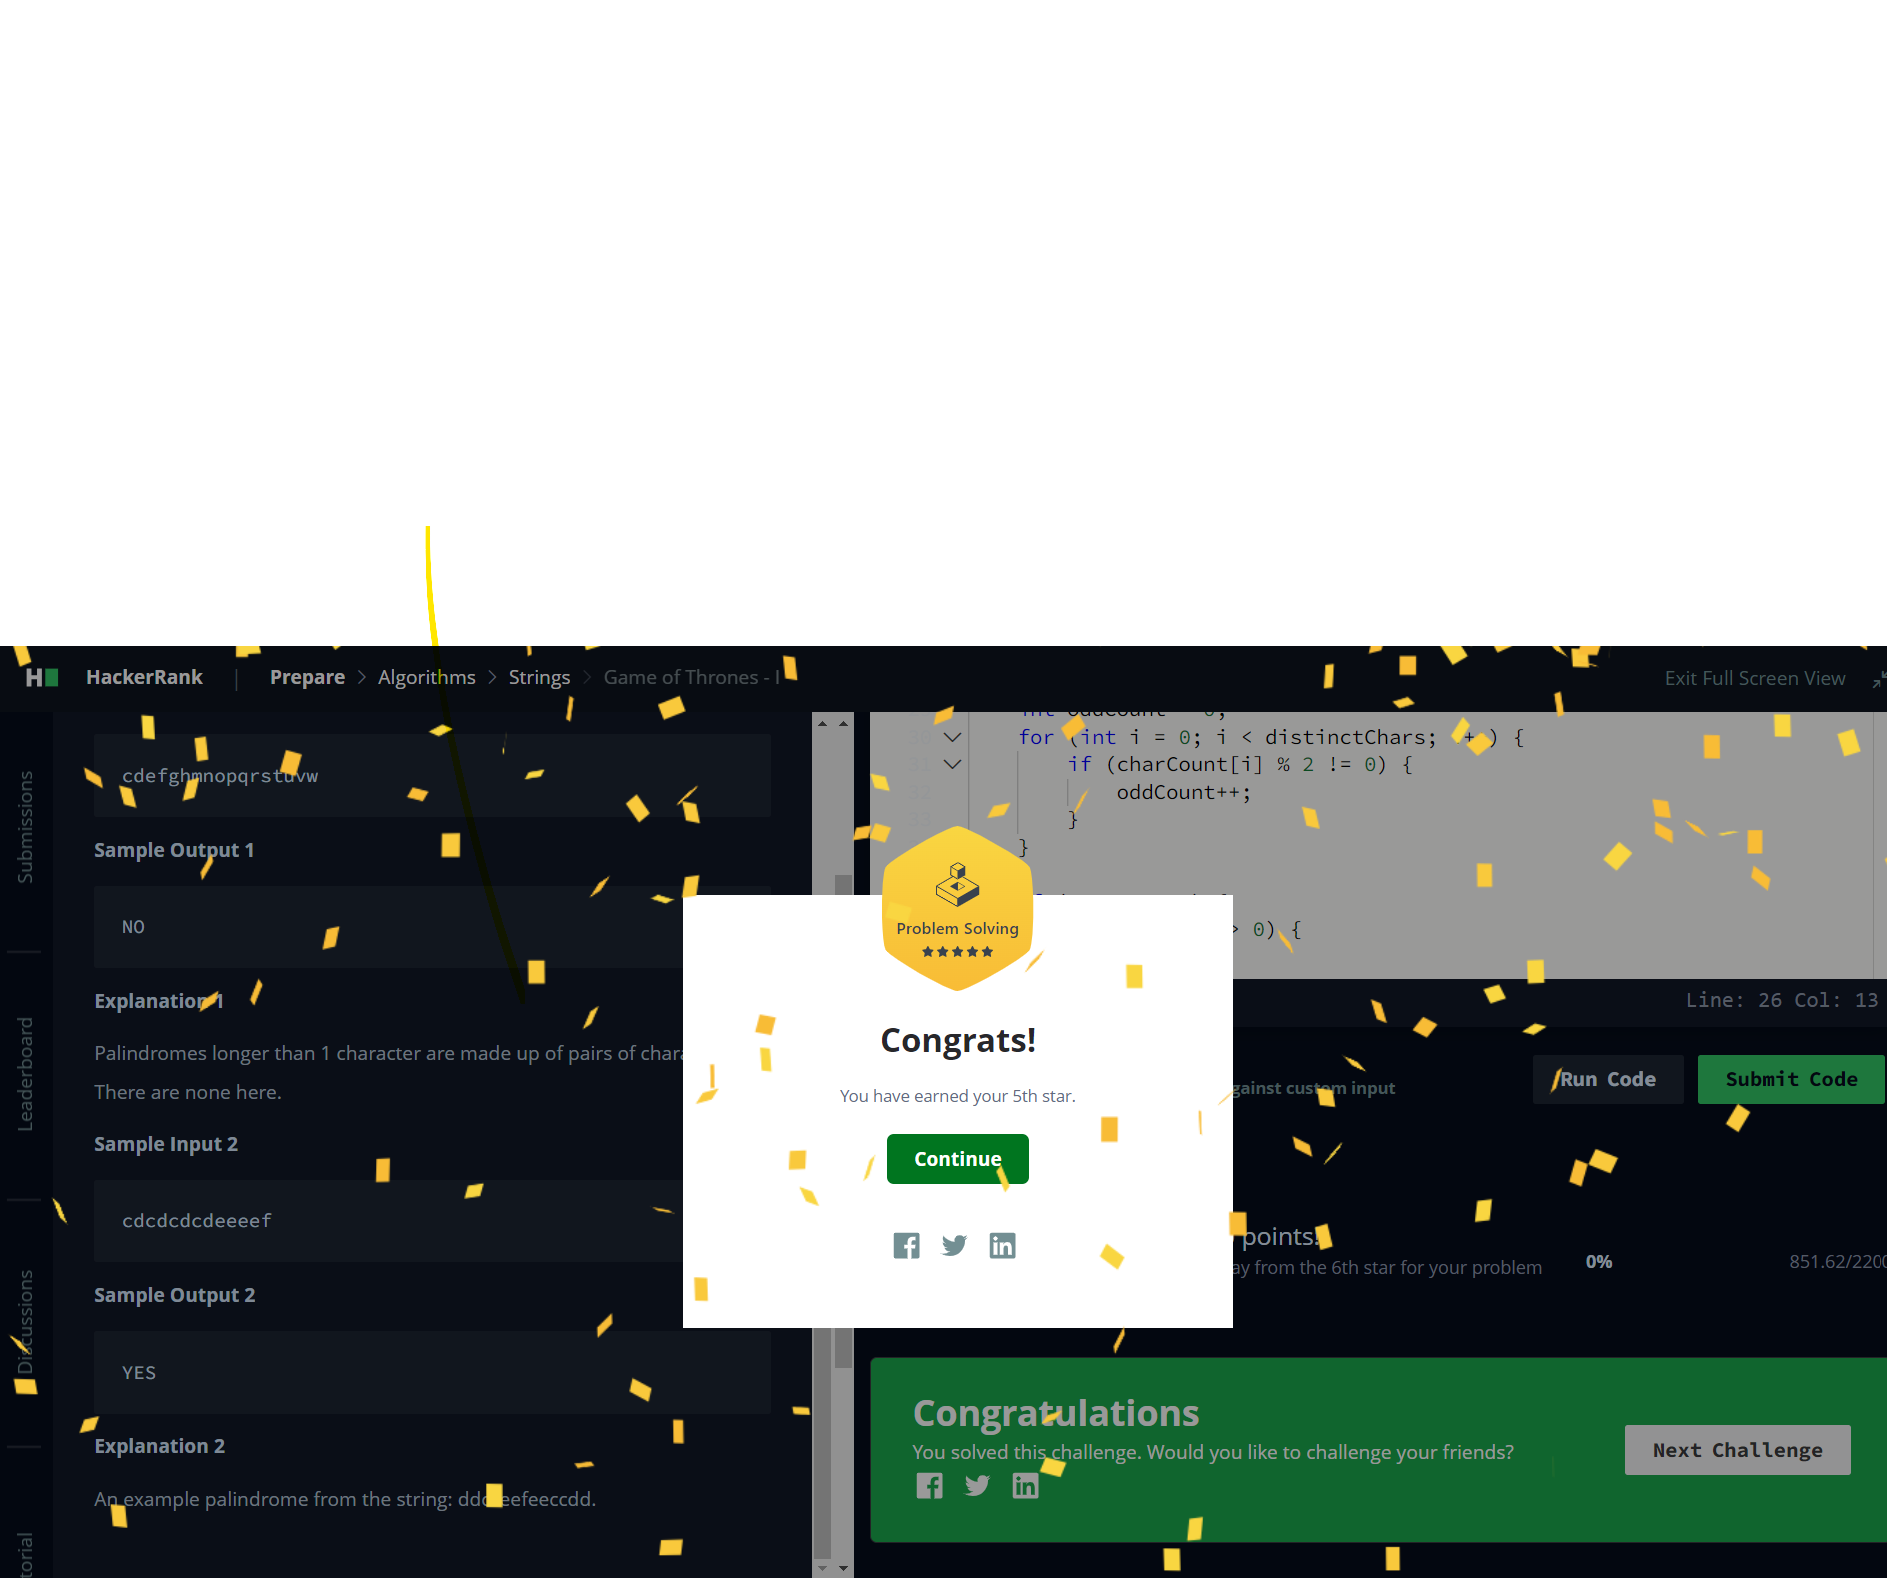 HackerRank | Prepare > Algorithms > Strings > Game of Thrones - I
Exit Full Screen View
Submissions
Leaderboard
Discussions
cdefghmnopqrstuvw
Sample Output 1
NO
Explanation 1
Palindromes longer than 1 character are made up of pairs of
There are none here.
Sample Input 2
cdcdcdcdeeeef
Sample Output 2
YES
Explanation 2
An example palindrome from the string: ddcceefeeccdd.
int oddCount = 0;
for (int i = 0; i < distinctChars; ++) {
if (charCount[i] % 2 != 0) {
oddCount++;
}
}
> 0) {
Line: 26 Col: 13
Problem Solving
★★★★★
Congrats!
You have earned your 5th star.
Continue
against custom input
Run Code
Submit Code
points!
from the 6th star for your problem
0%
851.62/2200
Congratulations
You solved this challenge. Would you like to challenge your friends?
Next Challenge